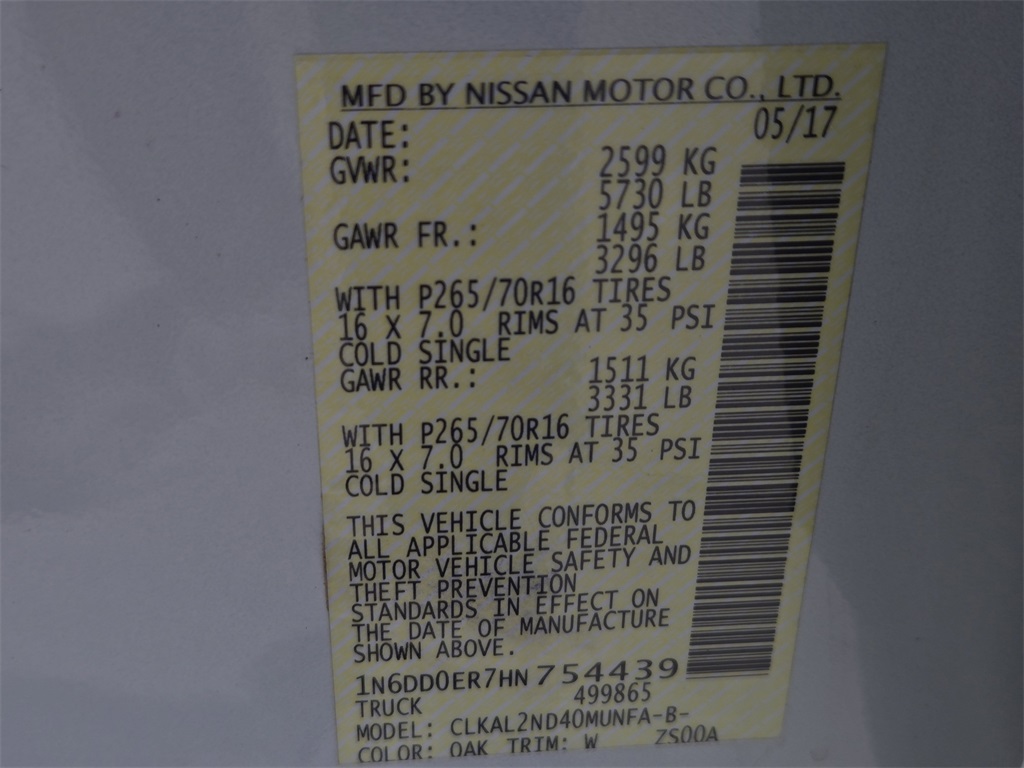 MFD BY NISSAN MOTOR CO., LTD.
DATE: 05/17
GVWR: 2599 KG
5730 LB
GAWR FR.: 1495 KG
3296 LB
WITH P265/70R16 TIRES
16 X 7.0 RIMS AT 35 PSI
COLD SINGLE
GAWR RR.: 1511 KG
3331 LB
WITH P265/70R16 TIRES
16 X 7.0 RIMS AT 35 PSI
COLD SINGLE
THIS VEHICLE CONFORMS TO
ALL APPLICABLE FEDERAL
MOTOR VEHICLE SAFETY AND
THEFT PREVENTION
STANDARDS IN EFFECT ON
THE DATE OF MANUFACTURE
SHOWN ABOVE.
1N6DD0ER7HN754439
TRUCK 499865
MODEL: CLKAL2ND40MUNFA-B-
COLOR: QAK TRIM: W ZS00A